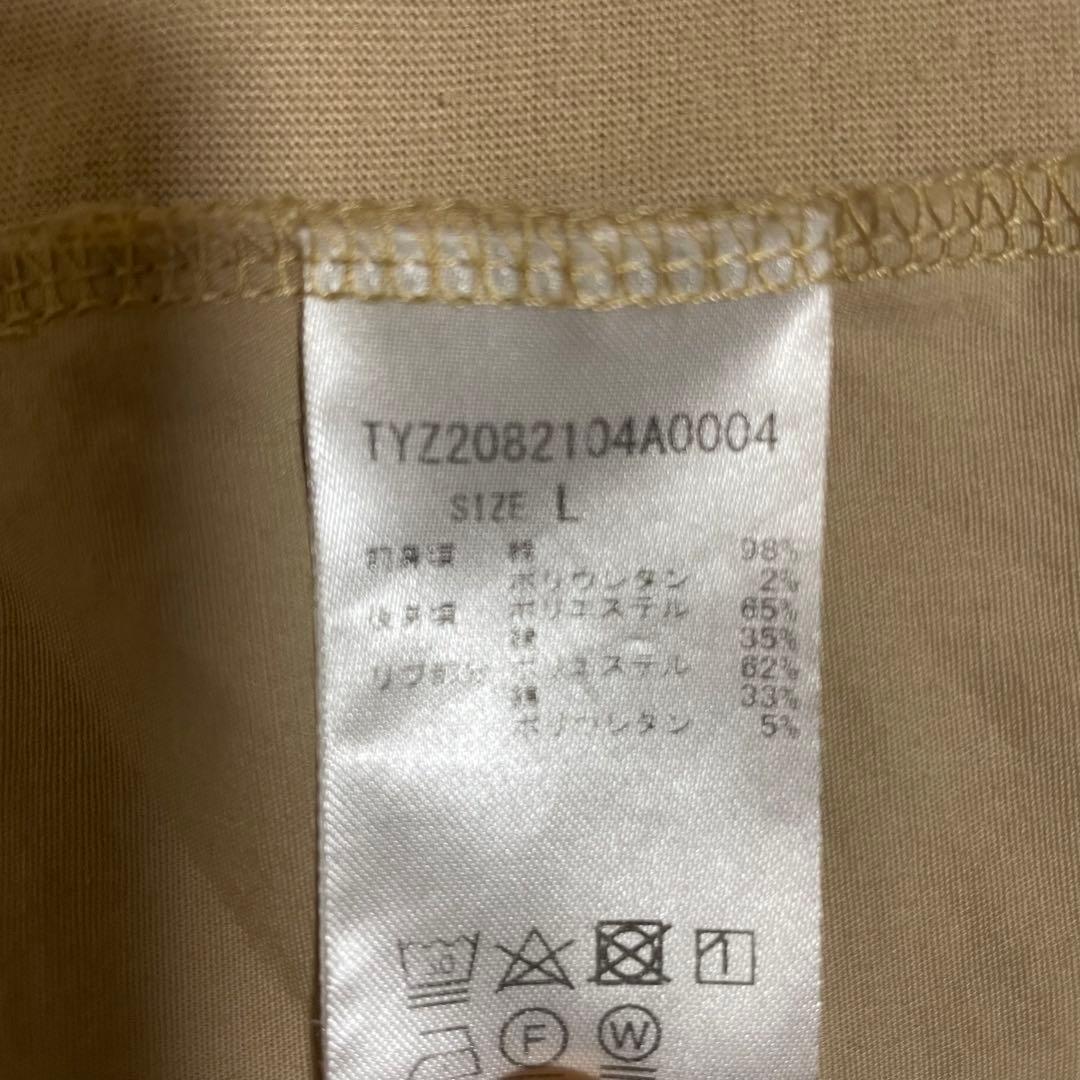 TYZ2082104A0004
SIZE L
前身頃 綿 98%
ポリウレタン 2%
後身頃 ポリエステル 65%
綿 35%
リブ部分 ポリエステル 62%
綿 33%
ポリウレタン 5%
F W